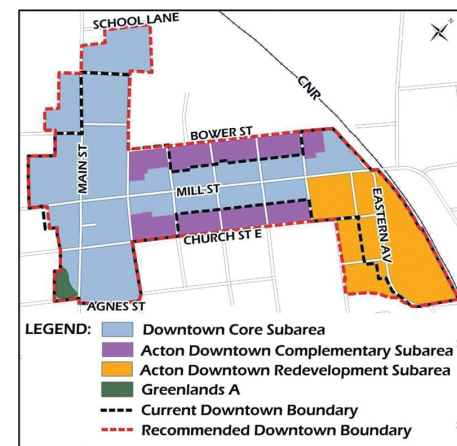 SCHOOL LANE
CNR
BOWER ST
MAIN ST
MILL ST
EASTERN AV
CHURCH ST E
AGNES ST
LEGEND:
Downtown Core Subarea
Acton Downtown Complementary Subarea
Acton Downtown Redevelopment Subarea
Greenlands A
Current Downtown Boundary
Recommended Downtown Boundary